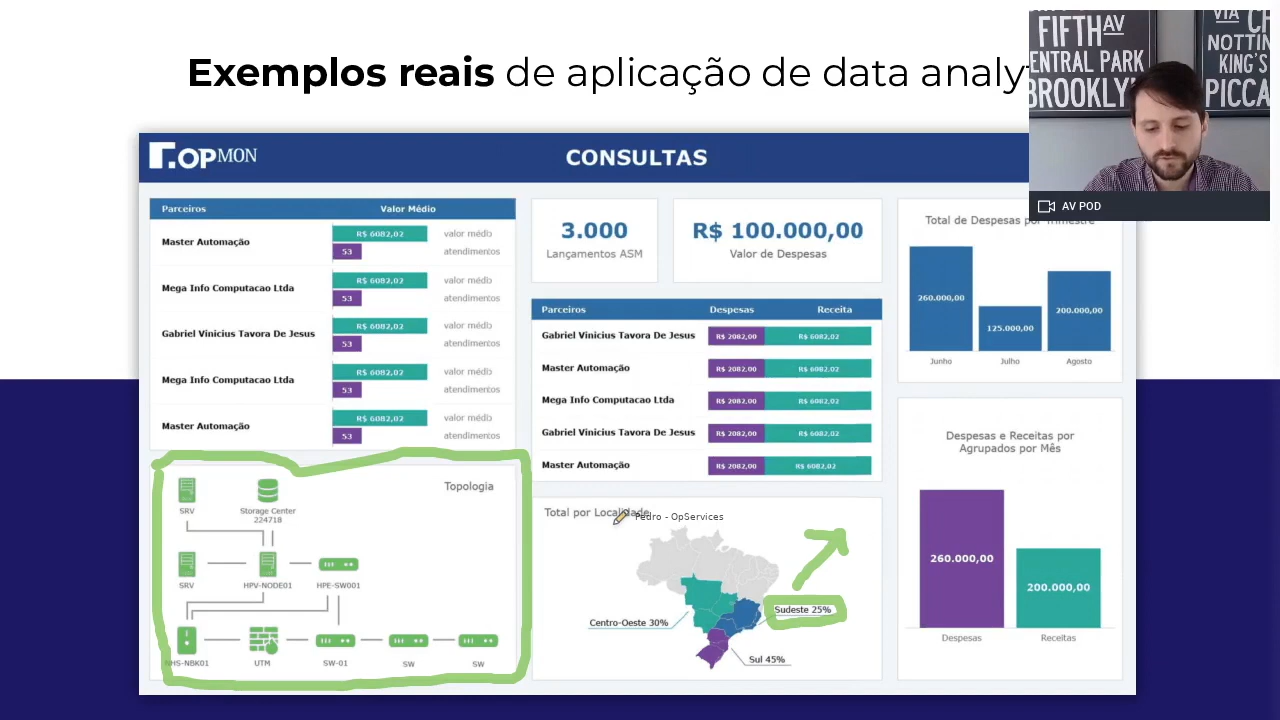 Exemplos reais de aplicação de data analy
FIFTH AV
CENTRAL PARK
BROOKLY
VIA
CH
NOTTIN
KING'S
PICCA
AV POD
OPMON
CONSULTAS
Parceiros Valor Médio
Master Automação R$ 6082,02 valor médio
53 atendimentos
Mega Info Computacao Ltda R$ 6082,02 valor médio
53 atendimentos
Gabriel Vinicius Tavora De Jesus R$ 6082,02 valor médio
53 atendimentos
Mega Info Computacao Ltda R$ 6082,02 valor médio
53 atendimentos
Master Automação R$ 6082,02 valor médio
53 atendimentos
3.000
Lançamentos ASM
R$ 100.000,00
Valor de Despesas
Parceiros Despesas Receita
Gabriel Vinicius Tavora De Jesus R$ 2082,00 R$ 6082,02
Master Automação R$ 2082,00 R$ 6082,02
Mega Info Computacao Ltda R$ 2082,00 R$ 6082,02
Gabriel Vinicius Tavora De Jesus R$ 2082,00 R$ 6082,02
Master Automação R$ 2082,00 R$ 6082,02
Total de Despesas por Trimestre
260.000,00
125.000,00
200.000,00
Junho Julho Agosto
Topologia
SRV
Storage Center
224718
SRV HPV-NODE01 HPE-SW001
NHS-NBK01 UTM SW-01 SW SW
Total por Localidade
Pedro - OpServices
Sudeste 25%
Centro-Oeste 30%
Sul 45%
Despesas e Receitas por
Agrupados por Mês
260.000,00
200.000,00
Despesas Receitas